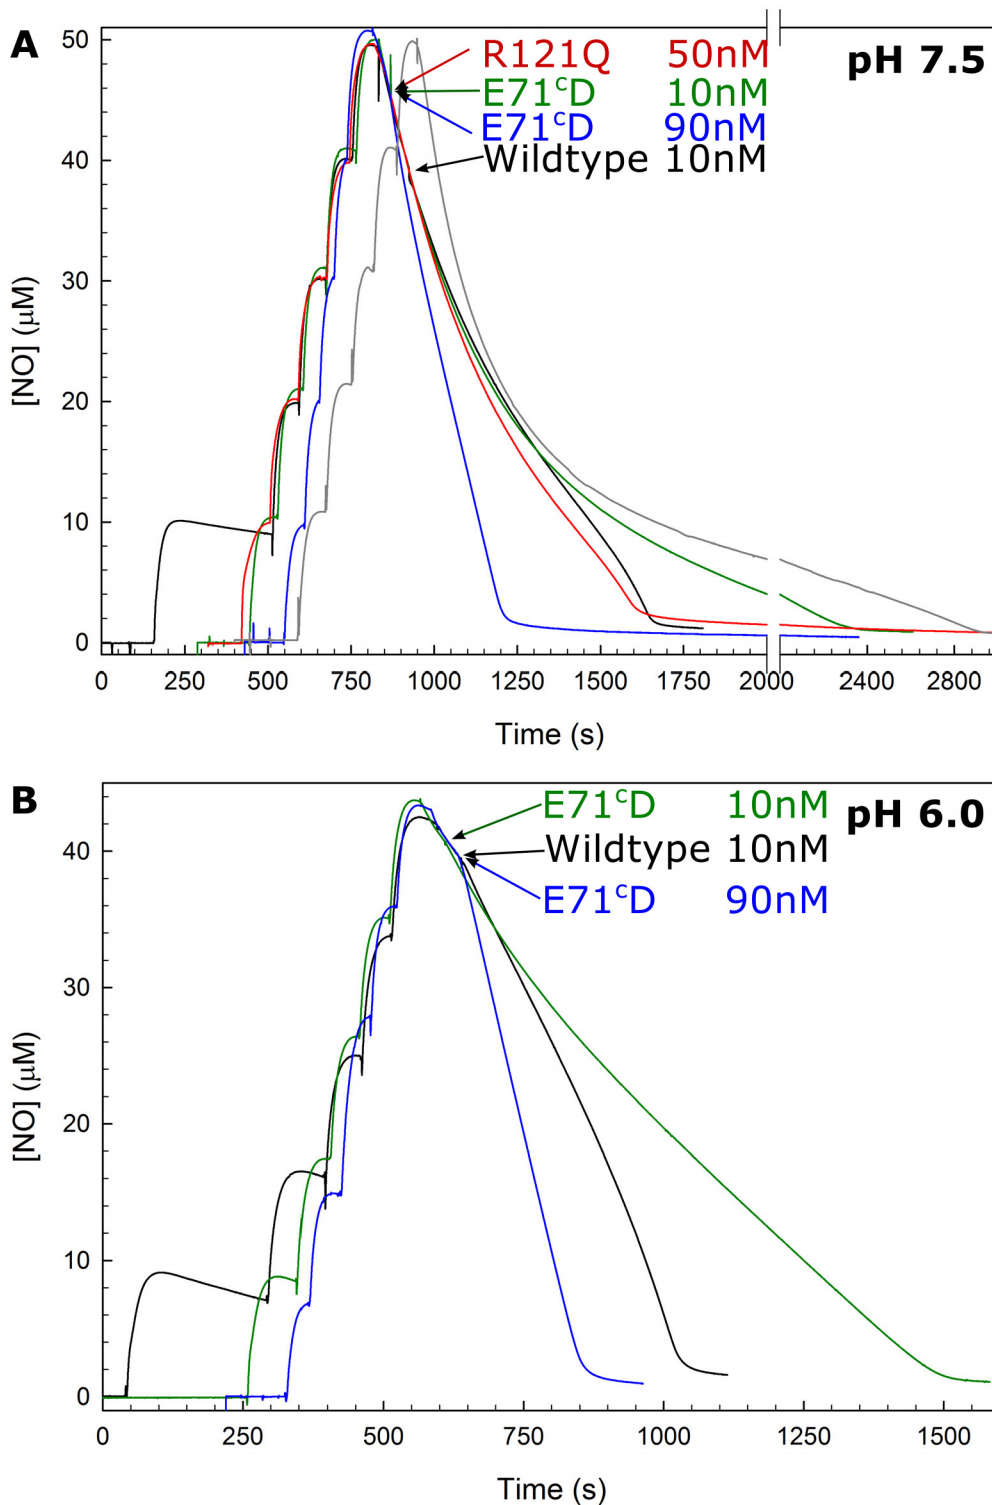 A
pH 7.5
R121Q 50nM
E71ᶜD 10nM
E71ᶜD 90nM
Wildtype 10nM
50
40
30
20
10
0
[NO] (μM)
0 250 500 750 1000 1250 1500 1750 2000 2400 2800
Time (s)
B
pH 6.0
E71ᶜD 10nM
Wildtype 10nM
E71ᶜD 90nM
40
30
20
10
0
[NO] (μM)
0 250 500 750 1000 1250 1500
Time (s)